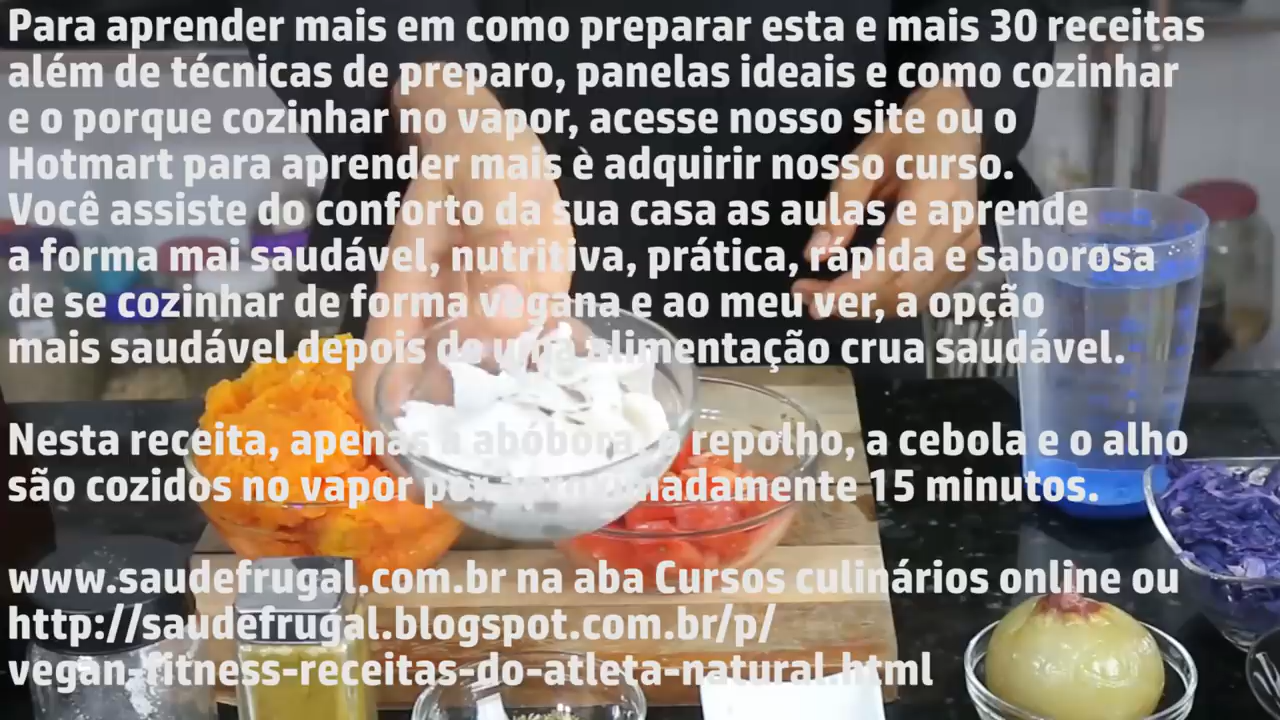 Para aprender mais em como preparar esta e mais 30 receitas
além de técnicas de preparo, panelas ideais e como cozinhar
e o porque cozinhar no vapor, acesse nosso site ou o
Hotmart para aprender mais e adquirir nosso curso.
Você assiste do conforto da sua casa as aulas e aprende
a forma mai saudável, nutritiva, prática, rápida e saborosa
de se cozinhar de forma vegana e ao meu ver, a opção
mais saudável depois de uma alimentação crua saudável.
Nesta receita, apenas a abóbora, o repolho, a cebola e o alho
são cozidos no vapor por aproximadamente 15 minutos.
www.saudefrugal.com.br na aba Cursos culinários online ou
http://saudefrugal.blogspot.com.br/p/
vegan-fitness-receitas-do-atleta-natural.html